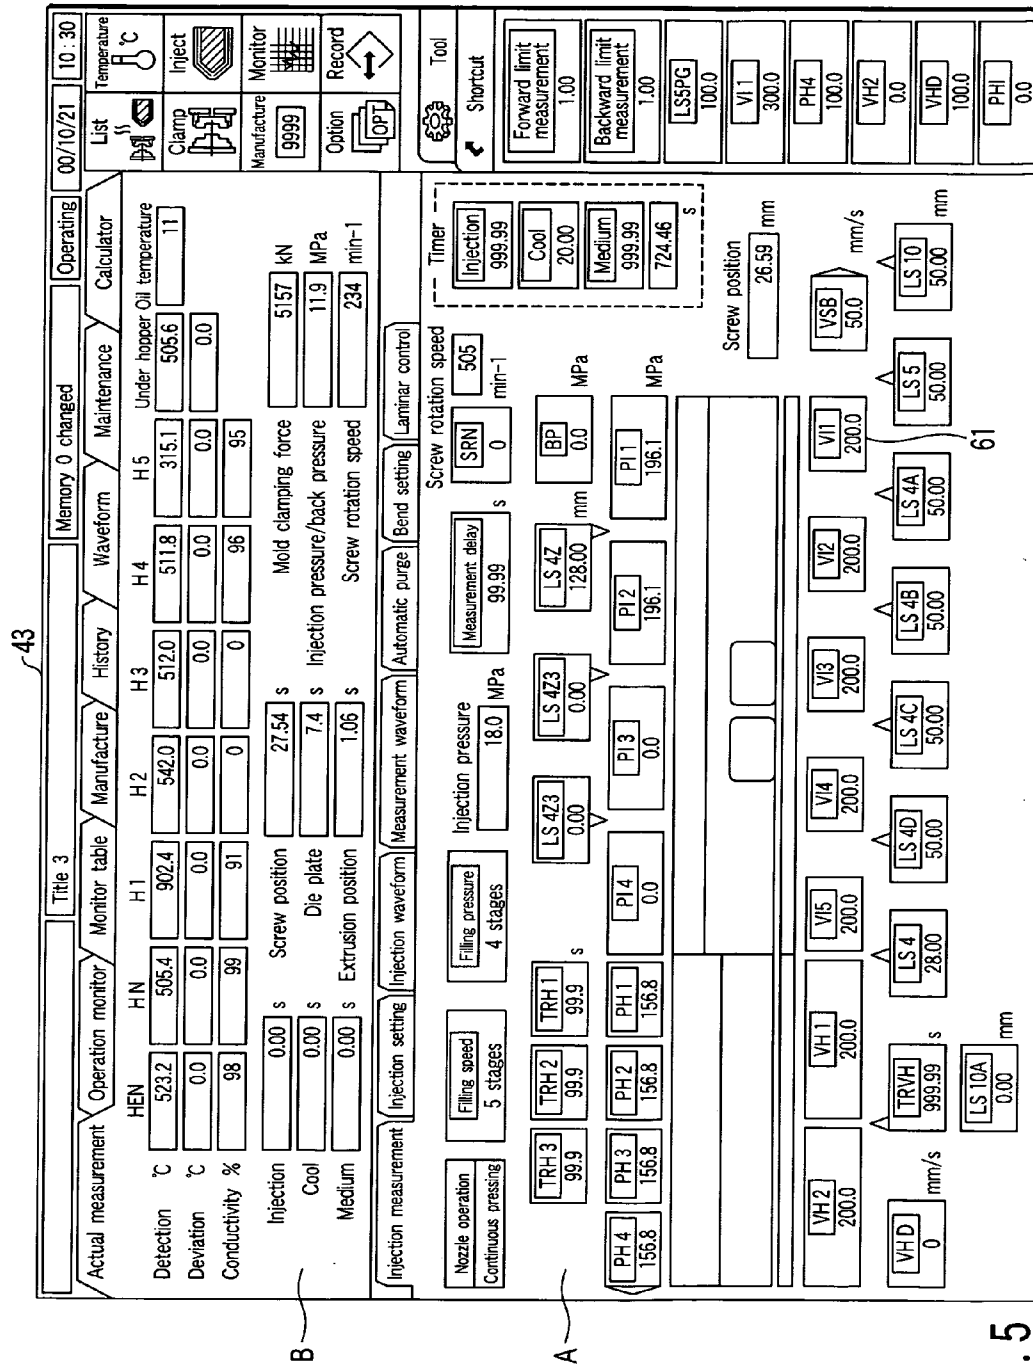 43
Title 3
Memory 0 changed
Operating
00/10/21
10 : 30
Actual measurement
Operation monitor
Monitor table
Manufacture
History
Waveform
Maintenance
Calculator
HEN
HN
H 1
H 2
H 3
H 4
H 5
Under hopper
Oil temperature
Detection °C
523.2
505.4
902.4
542.0
512.0
511.8
315.1
505.6
11
Deviation °C
0.0
0.0
0.0
0.0
0.0
0.0
0.0
0.0
Conductivity %
98
99
91
0
0
96
95
Injection
0.00 s
Screw position
27.54 s
Mold clamping force
5157 kN
Cool
0.00 s
Die plate
7.4 s
Injection pressure/back pressure
11.9 MPa
Medium
0.00 s
Extrusion position
1.06 s
Screw rotation speed
234 min-1
B
Injection measurement
Injection setting
Injection waveform
Measurement waveform
Automatic purge
Bend setting
Laminar control
Nozzle operation
Continuous pressing
Filling speed
5 stages
Filling pressure
4 stages
Injection pressure
18.0 MPa
Measurement delay
99.99 s
Screw rotation speed
SRN
0
505
min-1
Timer
Injection
999.99
Cool
20.00
Medium
999.99
724.46
s
A
TRH 3
99.9
TRH 2
99.9
TRH 1
99.9
s
LS 4Z3
0.00
LS 4Z3
0.00
LS 4Z
128.00
mm
BP
0.0
MPa
PH 4
156.8
PH 3
156.8
PH 2
156.8
PH 1
156.8
PI 4
0.0
PI 3
0.0
PI 2
196.1
PI 1
196.1
MPa
Screw position
26.59 mm
VH 2
200.0
VH 1
200.0
VI5
200.0
VI4
200.0
VI3
200.0
VI2
200.0
VI1
200.0
VSB
50.0
mm/s
61
VH D
0
mm/s
TRVH
999.99
s
LS 4
28.00
LS 4D
50.00
LS 4C
50.00
LS 4B
50.00
LS 4A
50.00
LS 5
50.00
LS 10
50.00
mm
LS 10A
0.00
mm
List
Temperature
°C
Clamp
Inject
Manufacture
9999
Monitor
Option
OPT
Record
Tool
Shortcut
Forward limit
measurement
1.00
Backward limit
measurement
1.00
LS5PG
100.0
VI 1
300.0
PH4
100.0
VH2
0.0
VHD
100.0
PHI
0.0
. 5